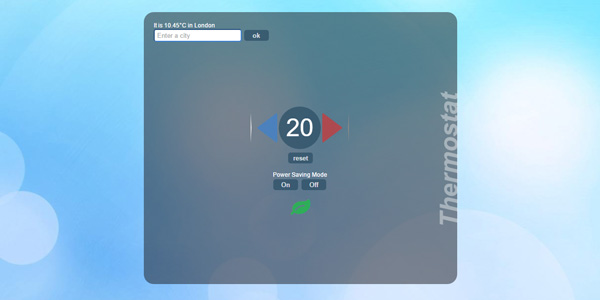 It is 10.45°C in London
Enter a city
ok
20
reset
Power Saving Mode
On Off
Thermostat